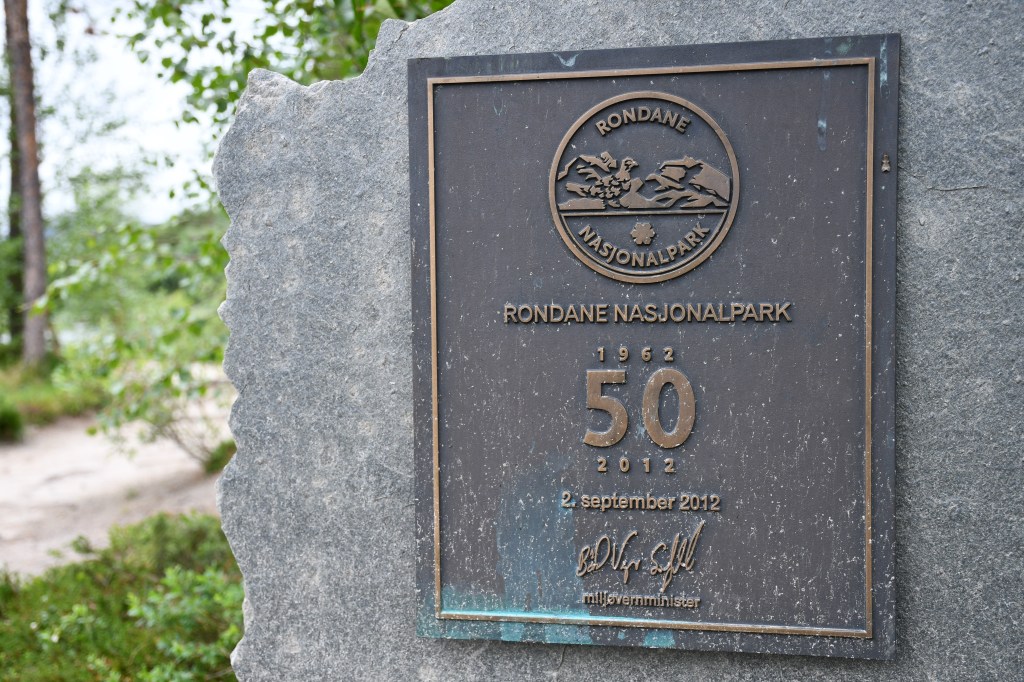 RONDANE
NASJONALPARK
RONDANE NASJONALPARK
1962
50
2012
2. september 2012
miljøvernminister